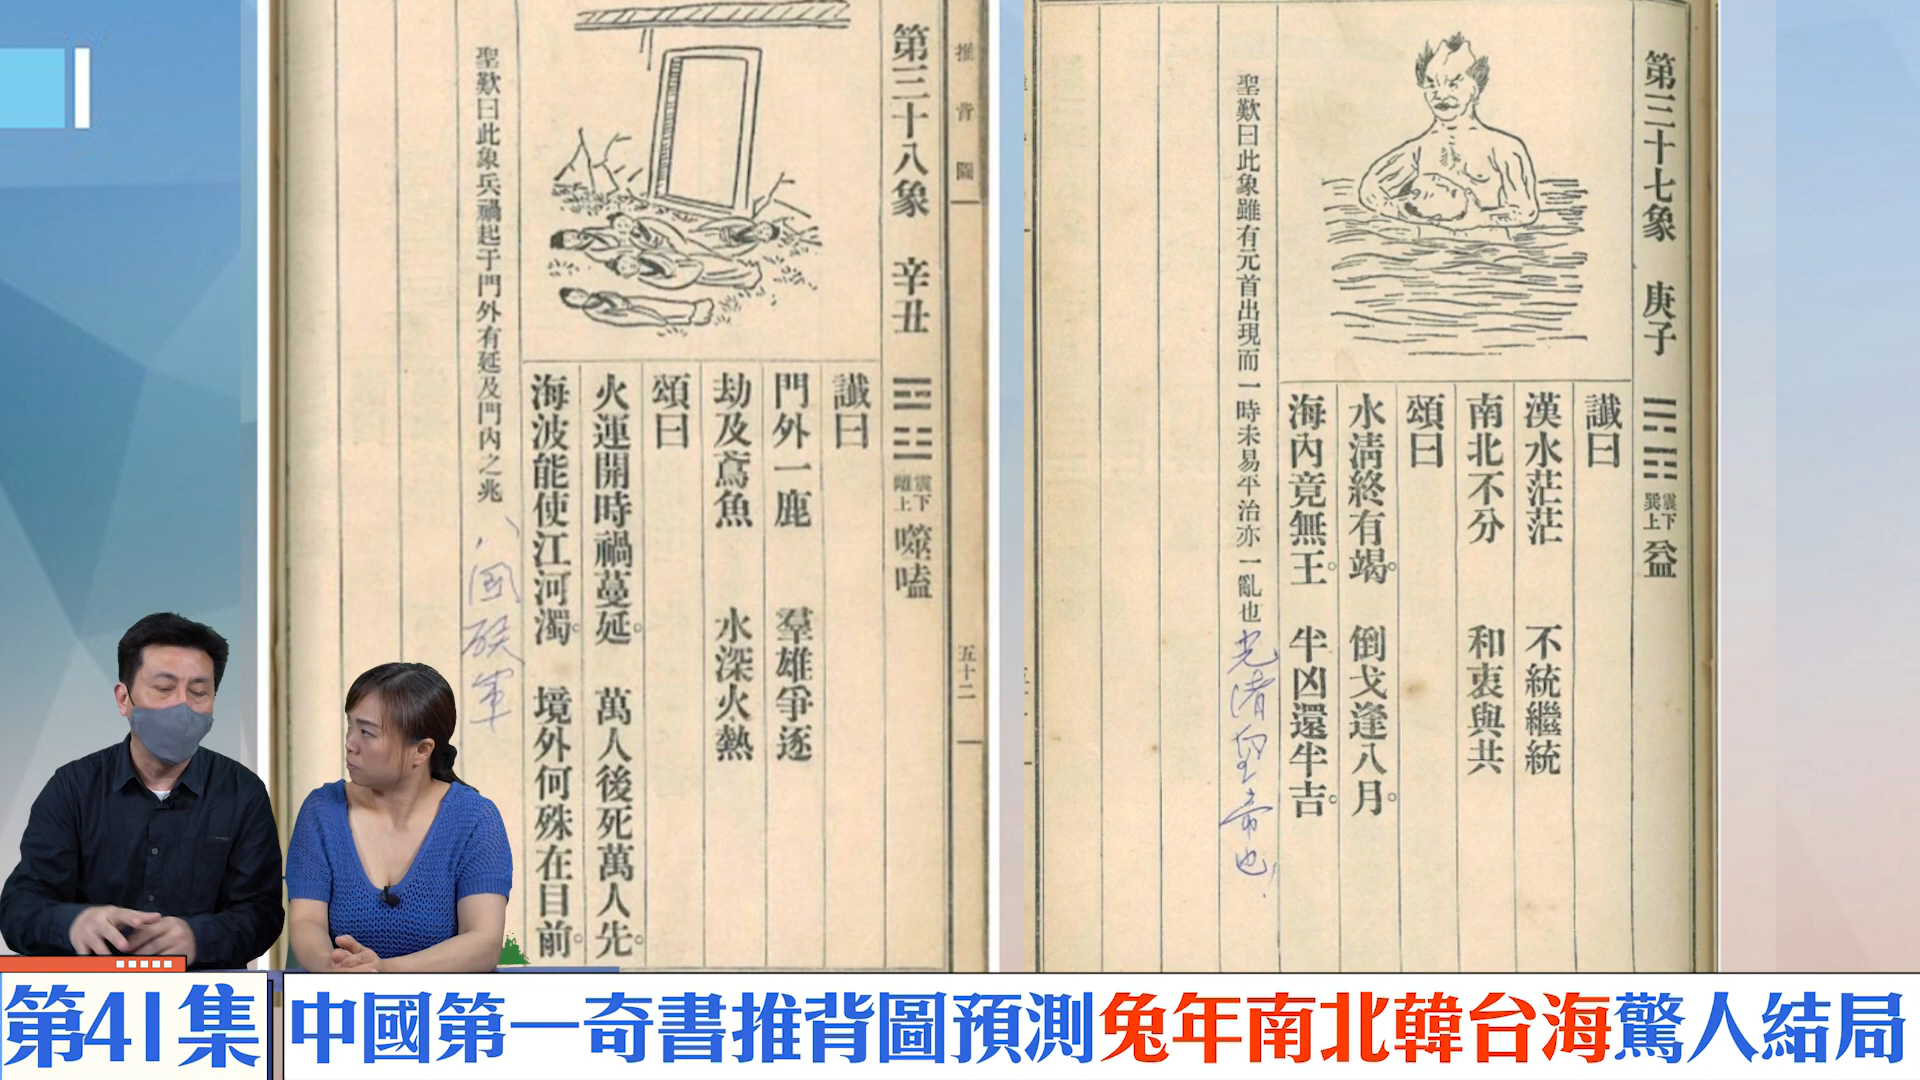 第三十七象 庚子 震下巽上 益
讖曰
漢水茫茫 不統繼統
南北不分 和衷與共
頌曰
水清終有竭。 倒戈逢八月。
海內竟無王。 半凶還半吉。
聖歎曰此象雖有元首出現而一時未易平治亦一亂也 光緒皇帝也
推背圖
五十二
第三十八象 辛丑 震下離上 噬嗑
讖曰
門外一鹿 羣雄爭逐
劫及鳶魚 水深火熱
頌曰
火運開時禍蔓延。 萬人後死萬人先。
海波能使江河濁。 境外何殊在目前。
聖歎曰此象兵禍起于門外有延及門內之兆 八國联軍
第41集
中國第一奇書推背圖預測兔年南北韓台海驚人結局